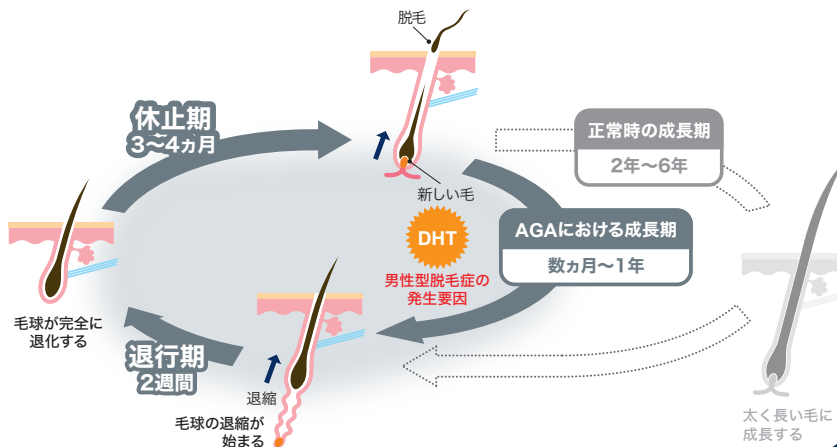 脱毛
休止期
3〜4ヵ月
正常時の成長期
2年〜6年
新しい毛
DHT
AGAにおける成長期
数ヵ月〜1年
男性型脱毛症の
発生要因
毛球が完全に
退化する
退行期
2週間
退縮
毛球の退縮が
始まる
太く長い毛に
成長する